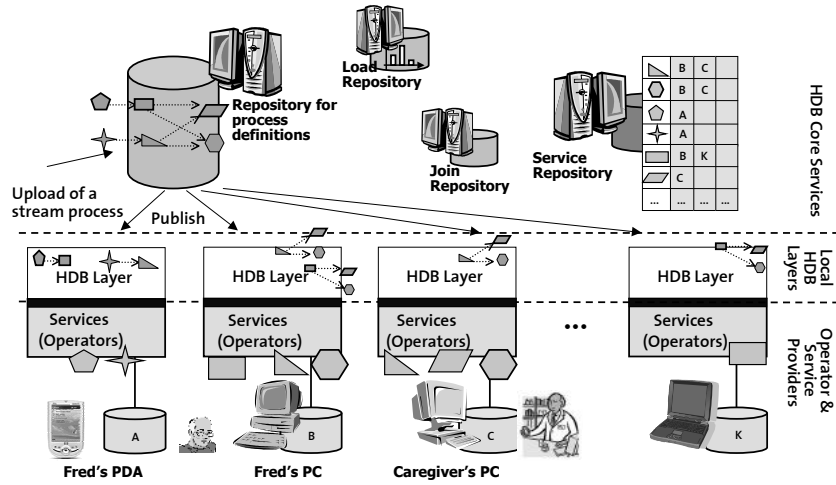 Load
Repository
Repository for
process
definitions
Join
Repository
Service
Repository
B C
B C
A
A
B K
C
... ... ... ...
HDB Core Services
Upload of a
stream process
Publish
HDB Layer
HDB Layer
HDB Layer
HDB Layer
Local
HDB
Layers
Services
(Operators)
Services
(Operators)
Services
(Operators)
...
Services
(Operators)
Operator &
Service
Providers
A
B
C
K
Fred's PDA
Fred's PC
Caregiver's PC